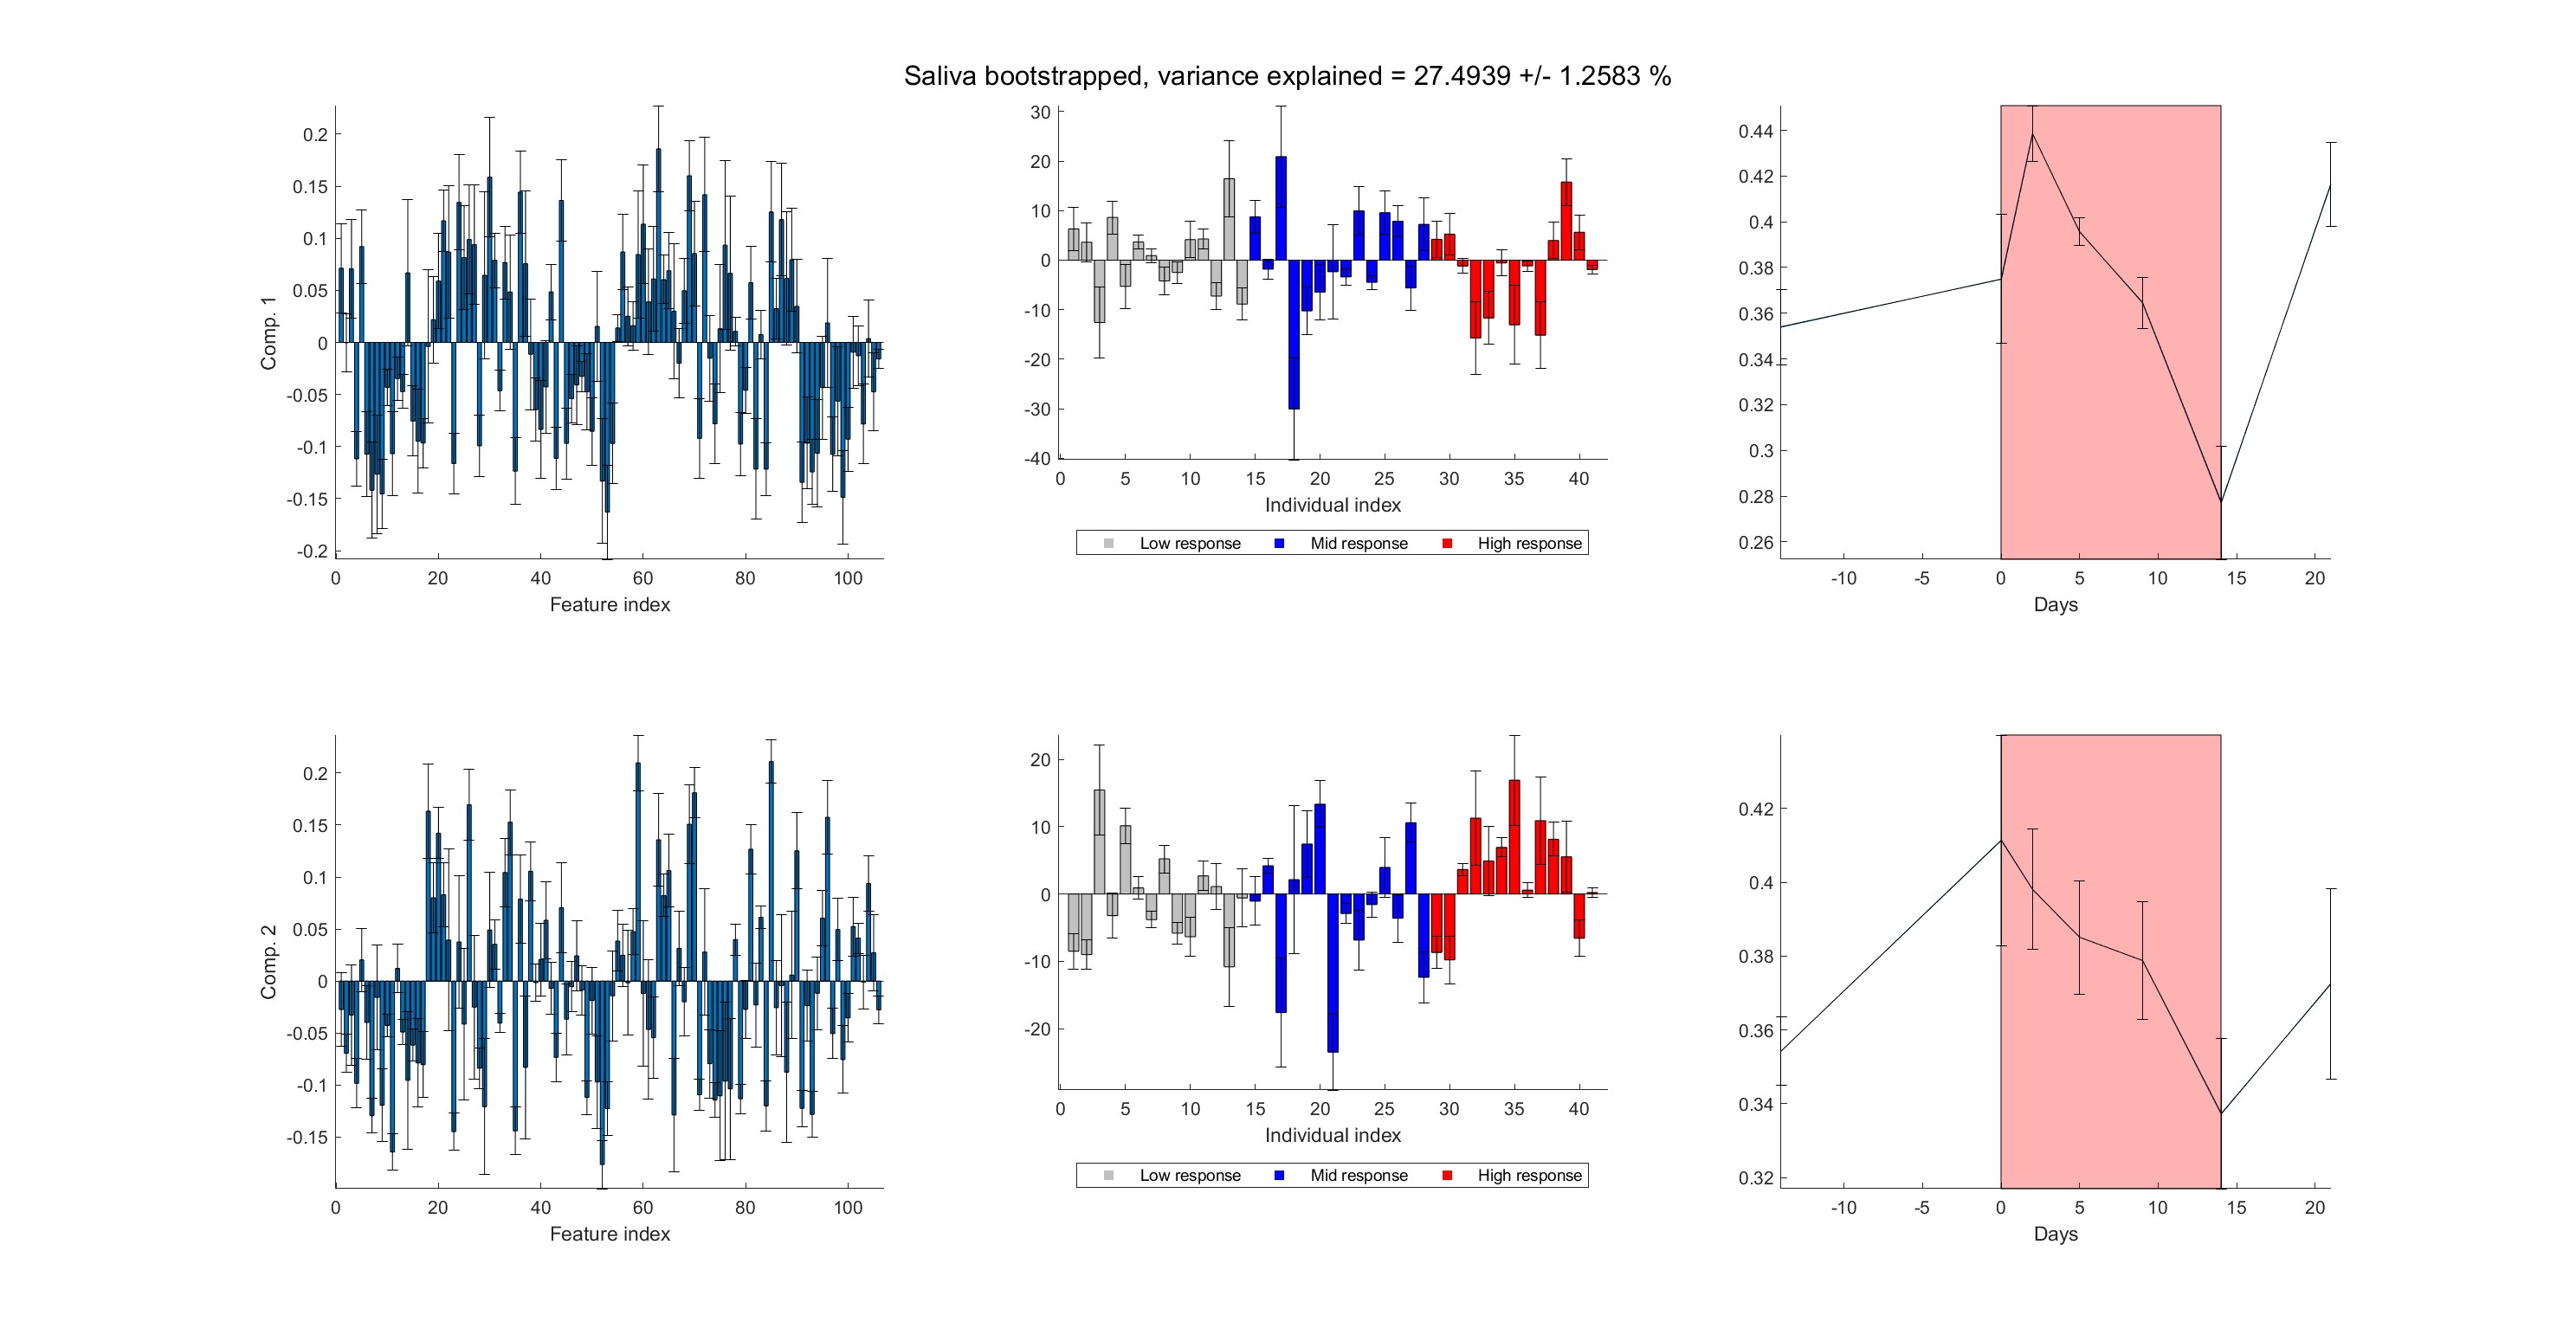 Saliva bootstrapped, variance explained = 27.4939 +/- 1.2583 %
Comp. 1
0.2
0.15
0.1
0.05
0
-0.05
-0.1
-0.15
-0.2
0 20 40 60 80 100
Feature index
30
20
10
0
-10
-20
-30
-40
0 5 10 15 20 25 30 35 40
Individual index
Low response Mid response High response
0.44
0.42
0.4
0.38
0.36
0.34
0.32
0.3
0.28
0.26
-10 -5 0 5 10 15 20
Days
Comp. 2
0.2
0.15
0.1
0.05
0
-0.05
-0.1
-0.15
0 20 40 60 80 100
Feature index
20
10
0
-10
-20
0 5 10 15 20 25 30 35 40
Individual index
Low response Mid response High response
0.42
0.4
0.38
0.36
0.34
0.32
-10 -5 0 5 10 15 20
Days